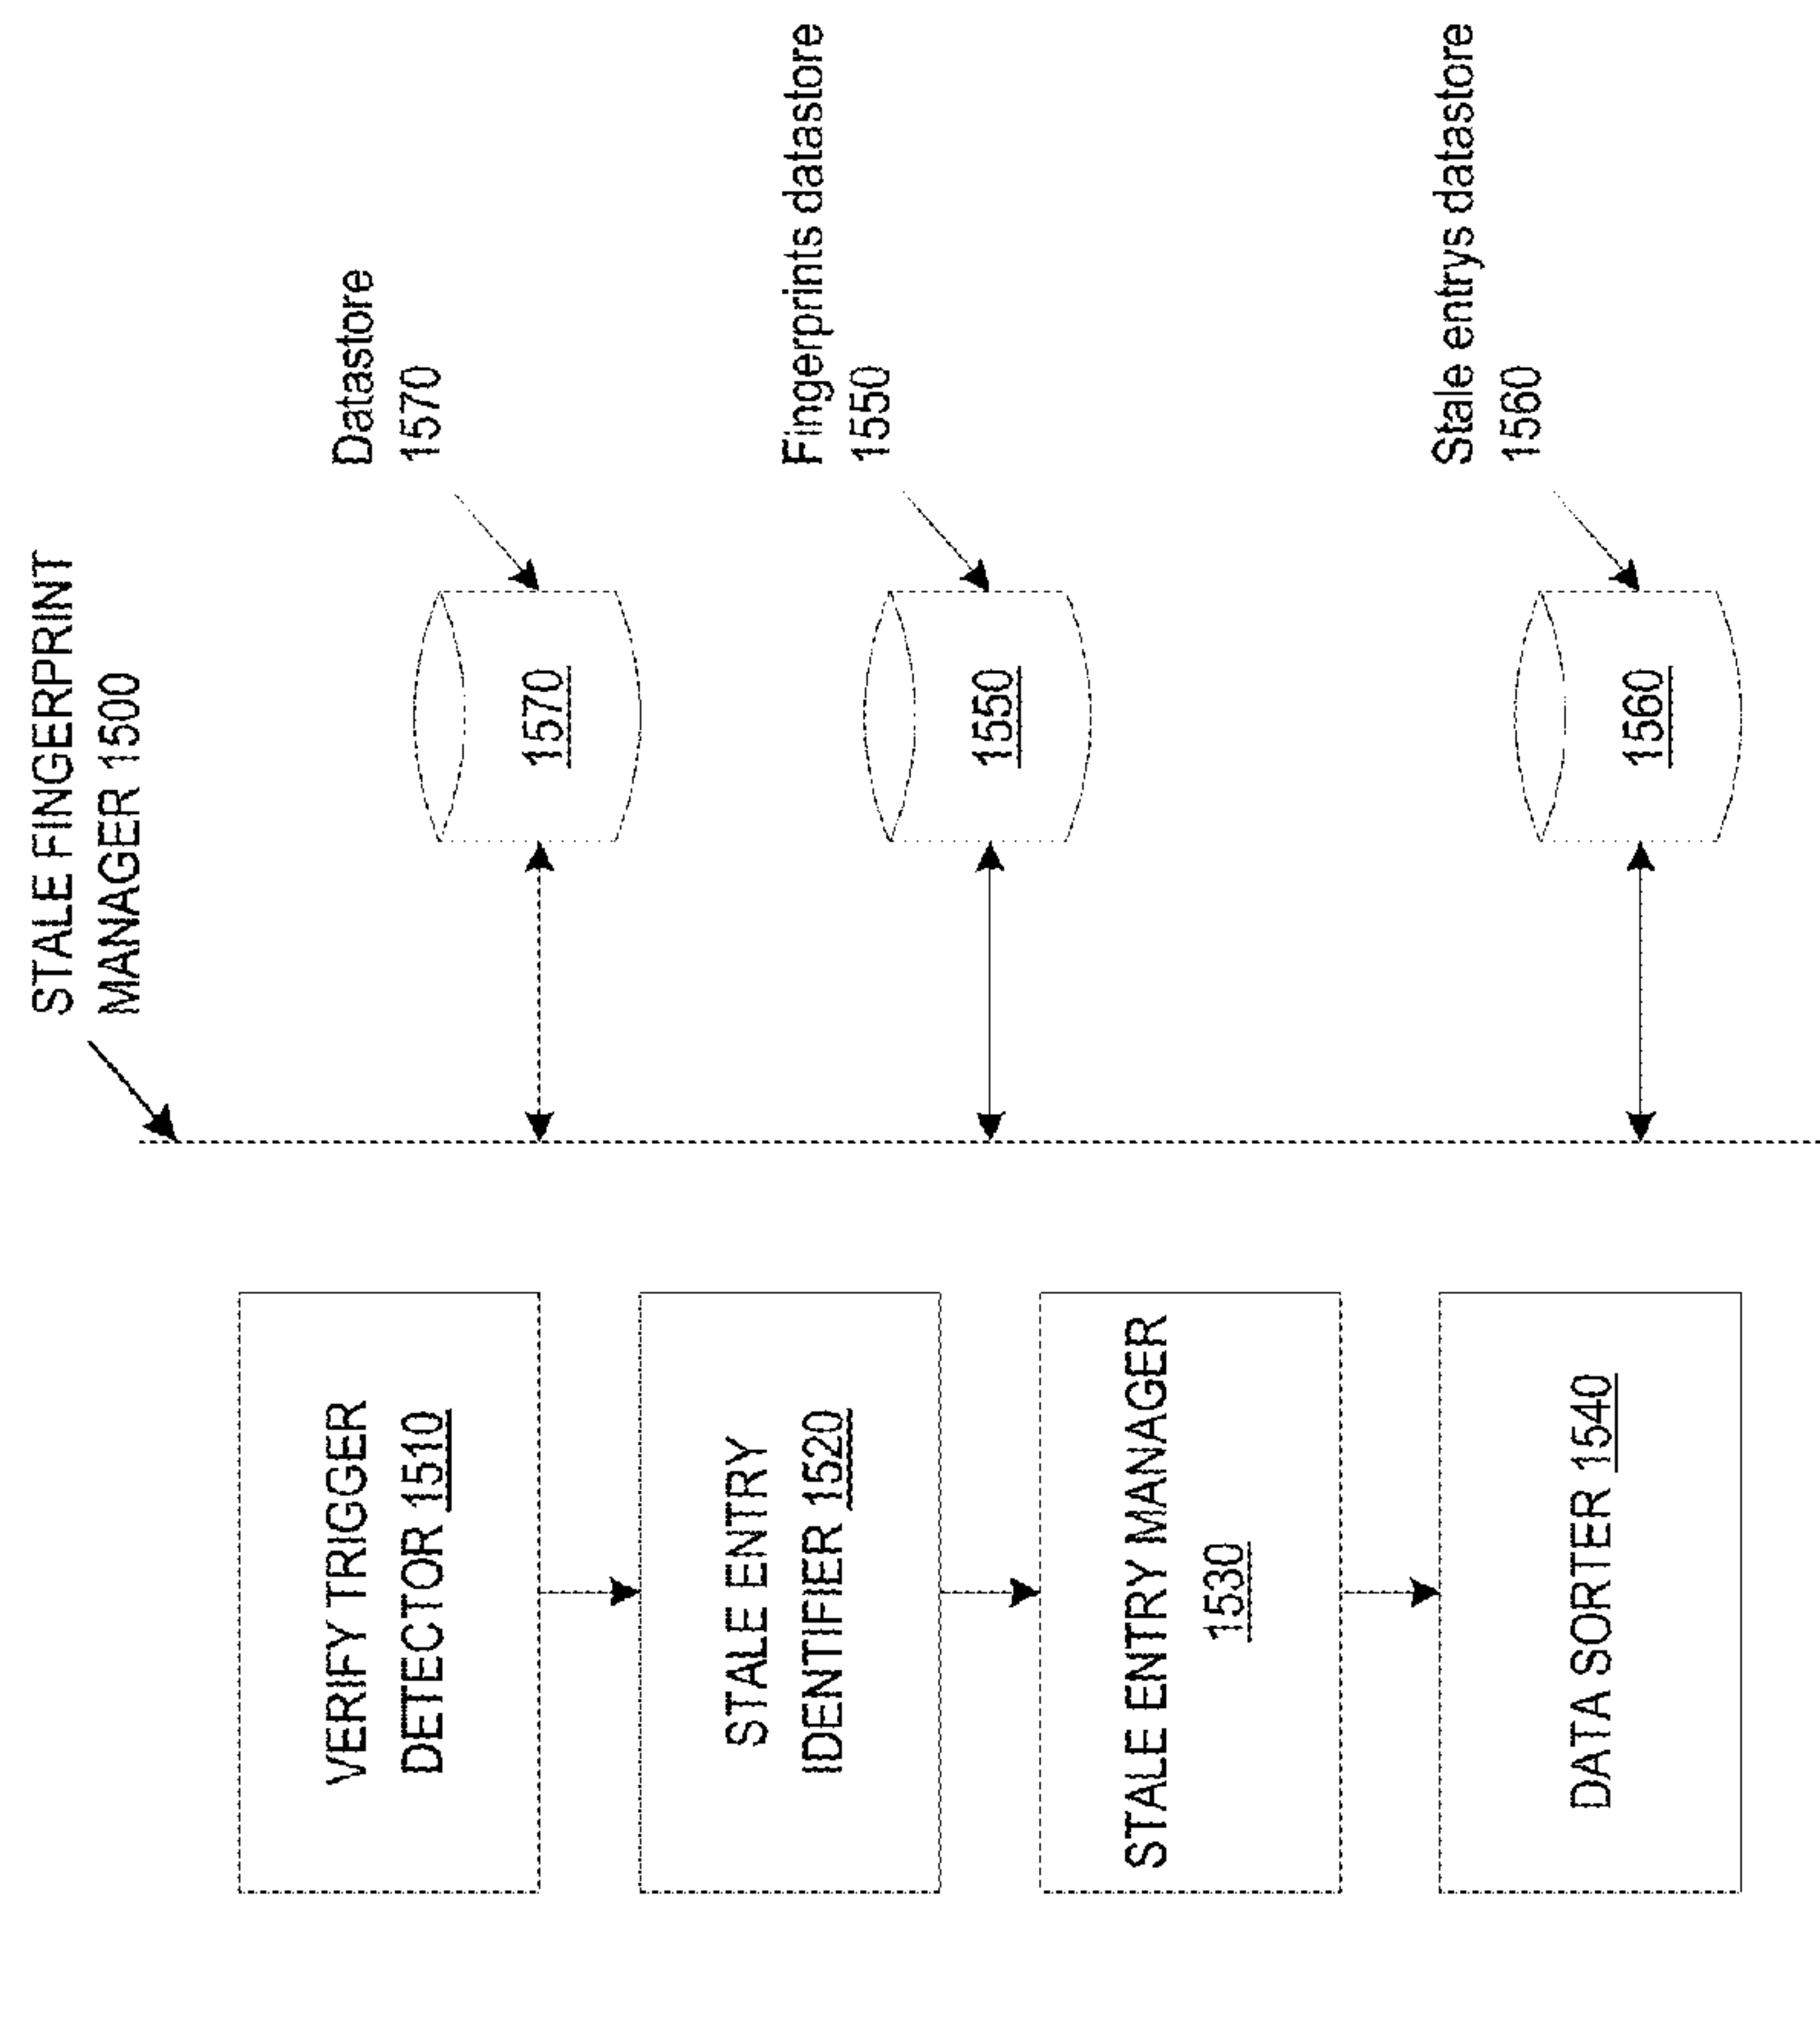 STALE FINGERPRINT
MANAGER 1500
Datastore
1570
1570
Fingerprints datastore
1550
1550
Stale entrys datastore
1560
1560
VERIFY TRIGGER
DETECTOR 1510
STALE ENTRY
IDENTIFIER 1520
STALE ENTRY MANAGER
1530
DATA SORTER 1540